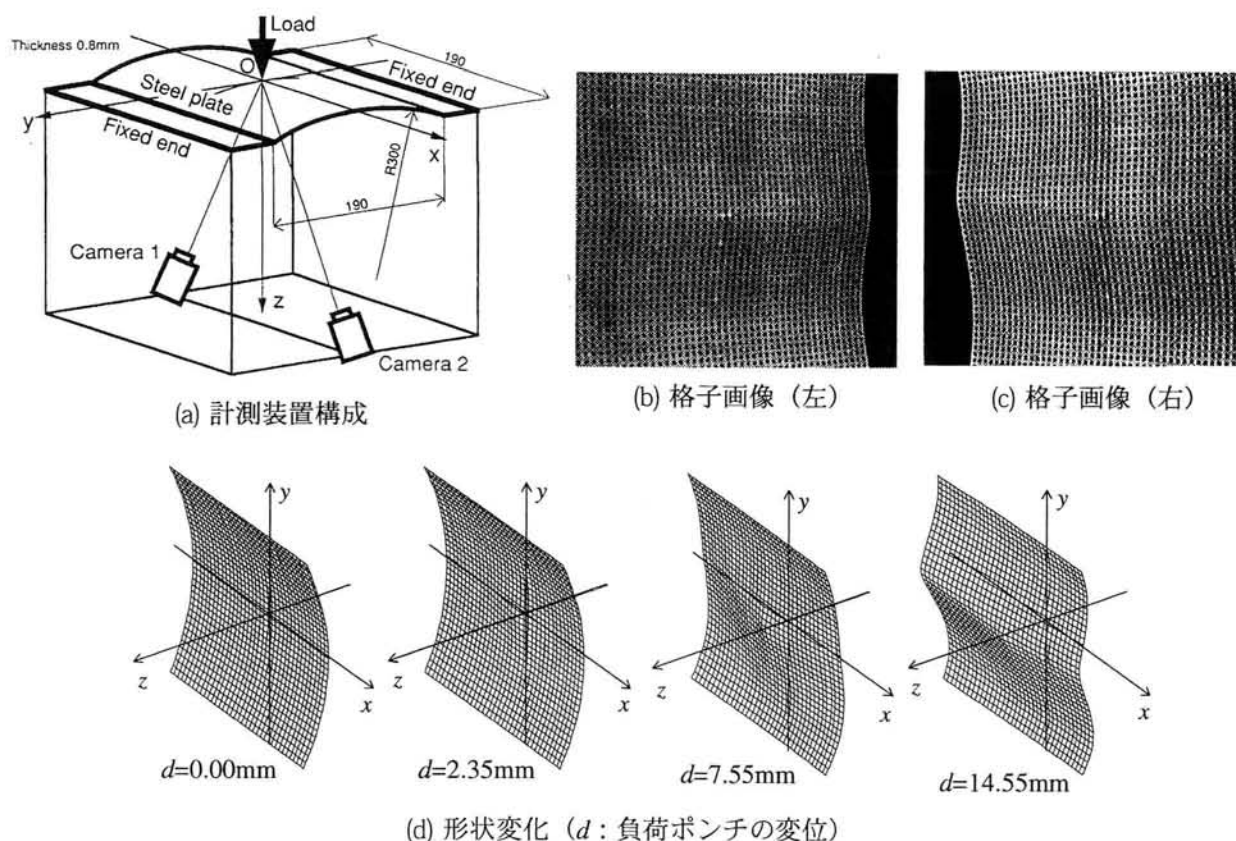 Load
Thickness 0.8mm
190
O
Fixed end
Steel plate
y
Fixed end
x
R300
190
Camera 1
z
Camera 2
(a) 計測装置構成
(b) 格子画像（左）
(c) 格子画像（右）
y
y
y
y
z
x
z
x
z
x
z
x
d=0.00mm
d=2.35mm
d=7.55mm
d=14.55mm
(d) 形状変化（d：負荷ポンチの変位）